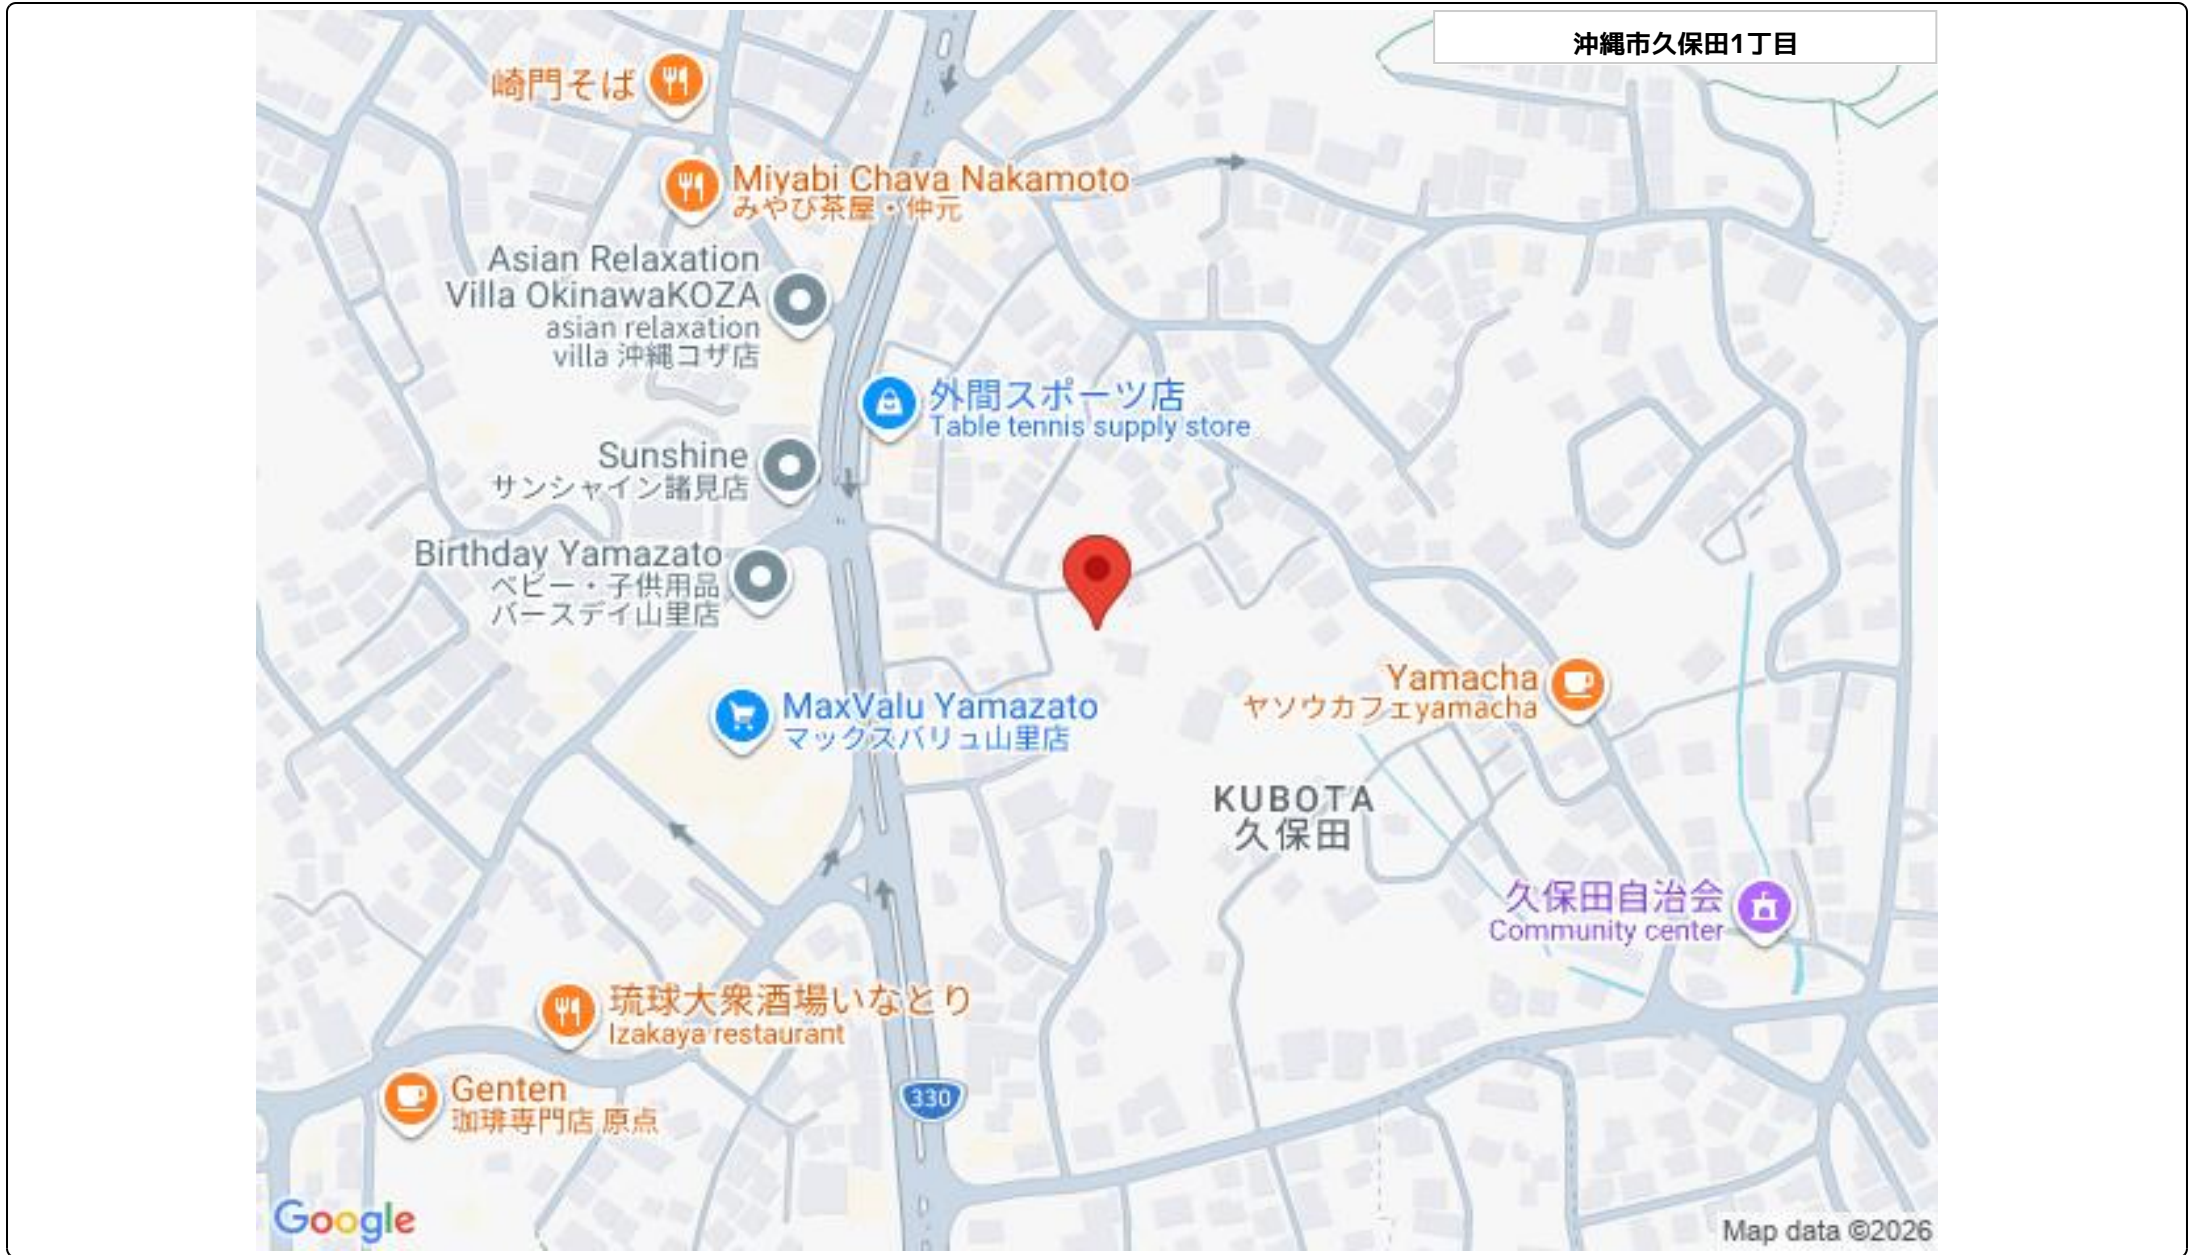 沖縄市久保田1丁目
崎門そば
Miyabi Chaya Nakamoto
みやび茶屋・仲元
Asian Relaxation
Villa OkinawaKOZA
asian relaxation
villa 沖縄コザ店
外間スポーツ店
Table tennis supply store
Sunshine
サンシャイン諸見店
Birthday Yamazato
ベビー・子供用品
バースデイ山里店
Yamacha
ヤソウカフェyamacha
MaxValu Yamazato
マックスバリュ山里店
KUBOTA
久保田
久保田自治会
Community center
琉球大衆酒場いなとり
Izakaya restaurant
Genten
珈琲専門店 原点
330
Google
Map data ©2026